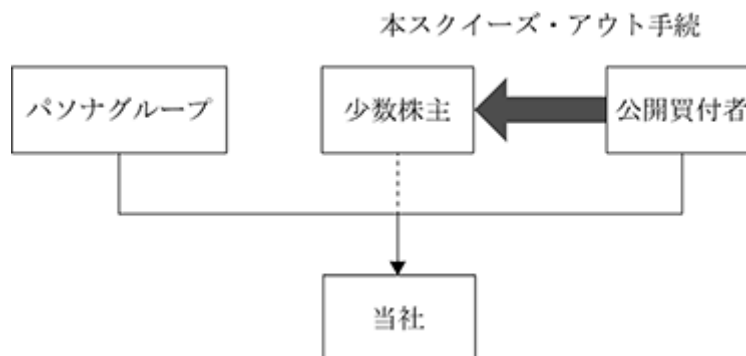 本スクイーズ・アウト手続
パソナグループ
少数株主
公開買付者
当社